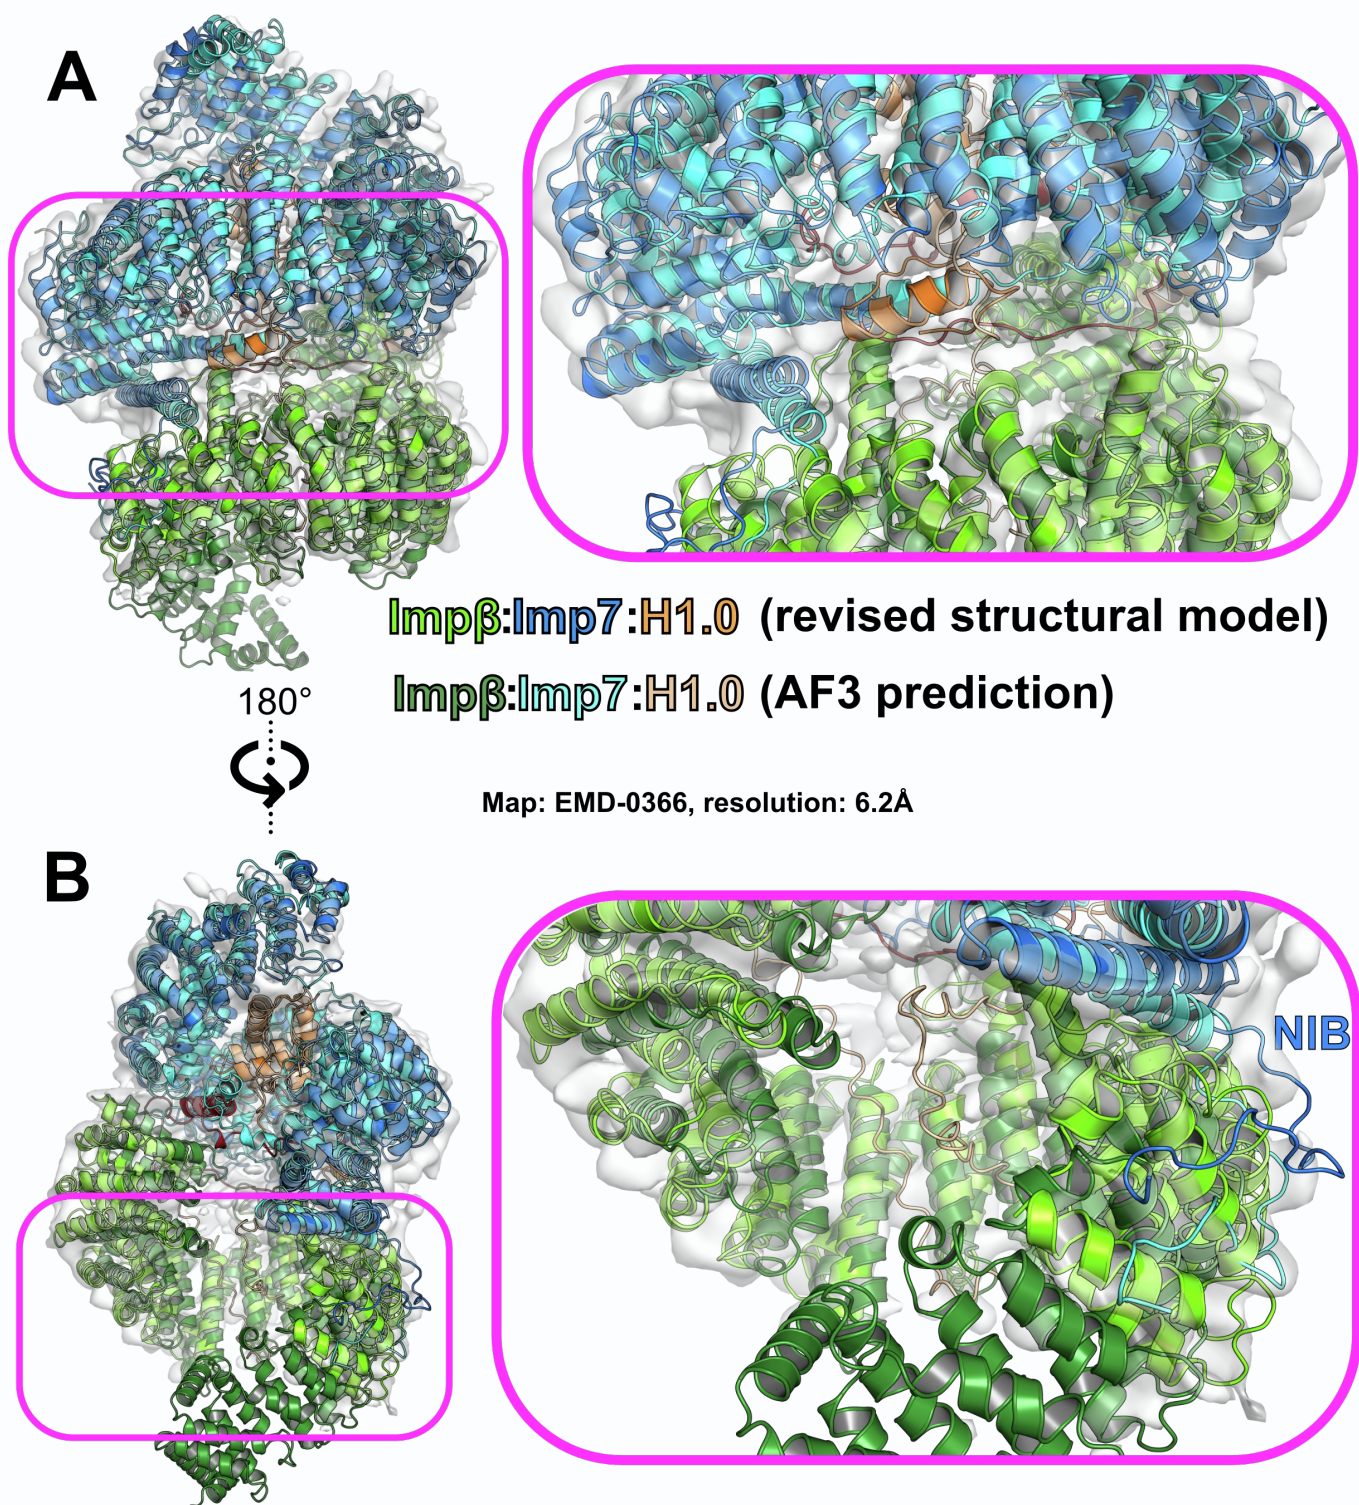 A
Impβ:Imp7:H1.0 (revised structural model)
Impβ:Imp7:H1.0 (AF3 prediction)
180°
Map: EMD-0366, resolution: 6.2Å
B
NIB